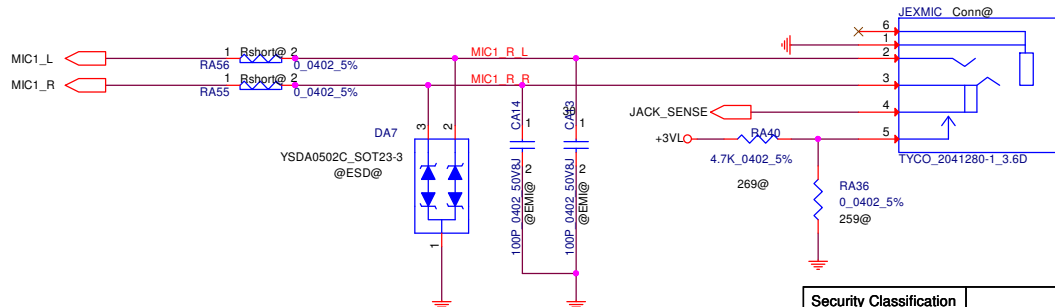 JEXMIC Conn@
6
1
MIC1_L
1 Rshort@ 2
RA56 0_0402_5%
MIC1_R_L
2
MIC1_R
1 Rshort@ 2
RA55 0_0402_5%
MIC1_R_R
3
JACK_SENSE
4
+3VL
RA40
5
4.7K_0402_5%
TYCO_2041280-1_3.6D
269@
RA36
0_0402_5%
259@
DA7
3
2
YSDA0502C_SOT23-3
@ESD@
1
CA14
1
2
100P_0402_50V8J
@EMI@
1
2
100P_0402_50V8J
@EMI@
Security Classification